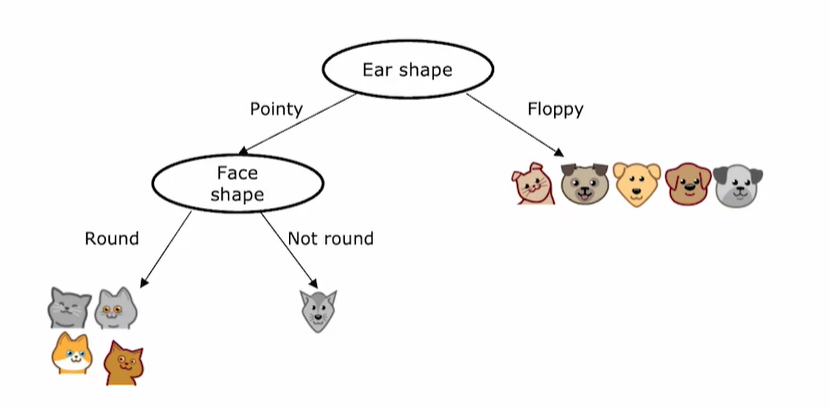 Ear shape
Pointy
Floppy
Face
shape
Round
Not round